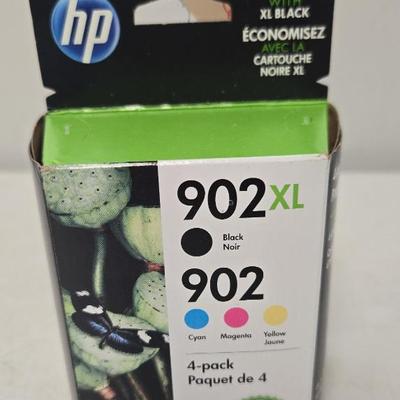 hp
WITH
XL BLACK
ÉCONOMISEZ
AVEC LA
CARTOUCHE
NOIRE XL
902XL
Black
Noir
902
Cyan
Magenta
Yellow
Jaune
4-pack
Paquet de 4